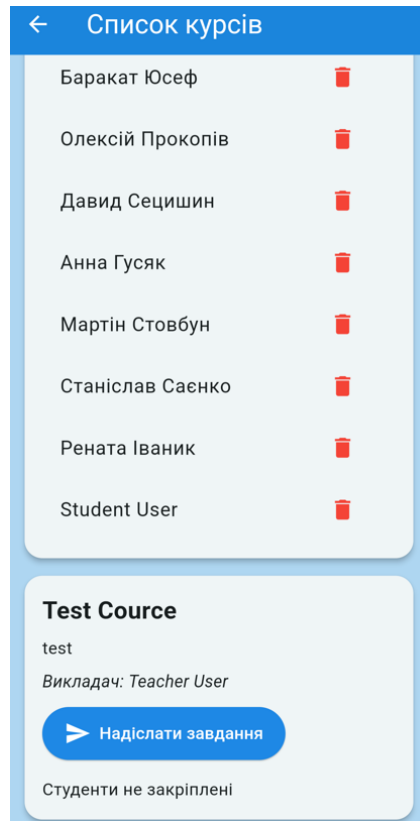 Список курсів
Баракат Юсеф
Олексій Прокопів
Давид Сецишин
Анна Гусяк
Мартін Стовбун
Станіслав Саєнко
Рената Іваник
Student User
Test Cource
test
Викладач: Teacher User
Надіслати завдання
Студенти не закріплені